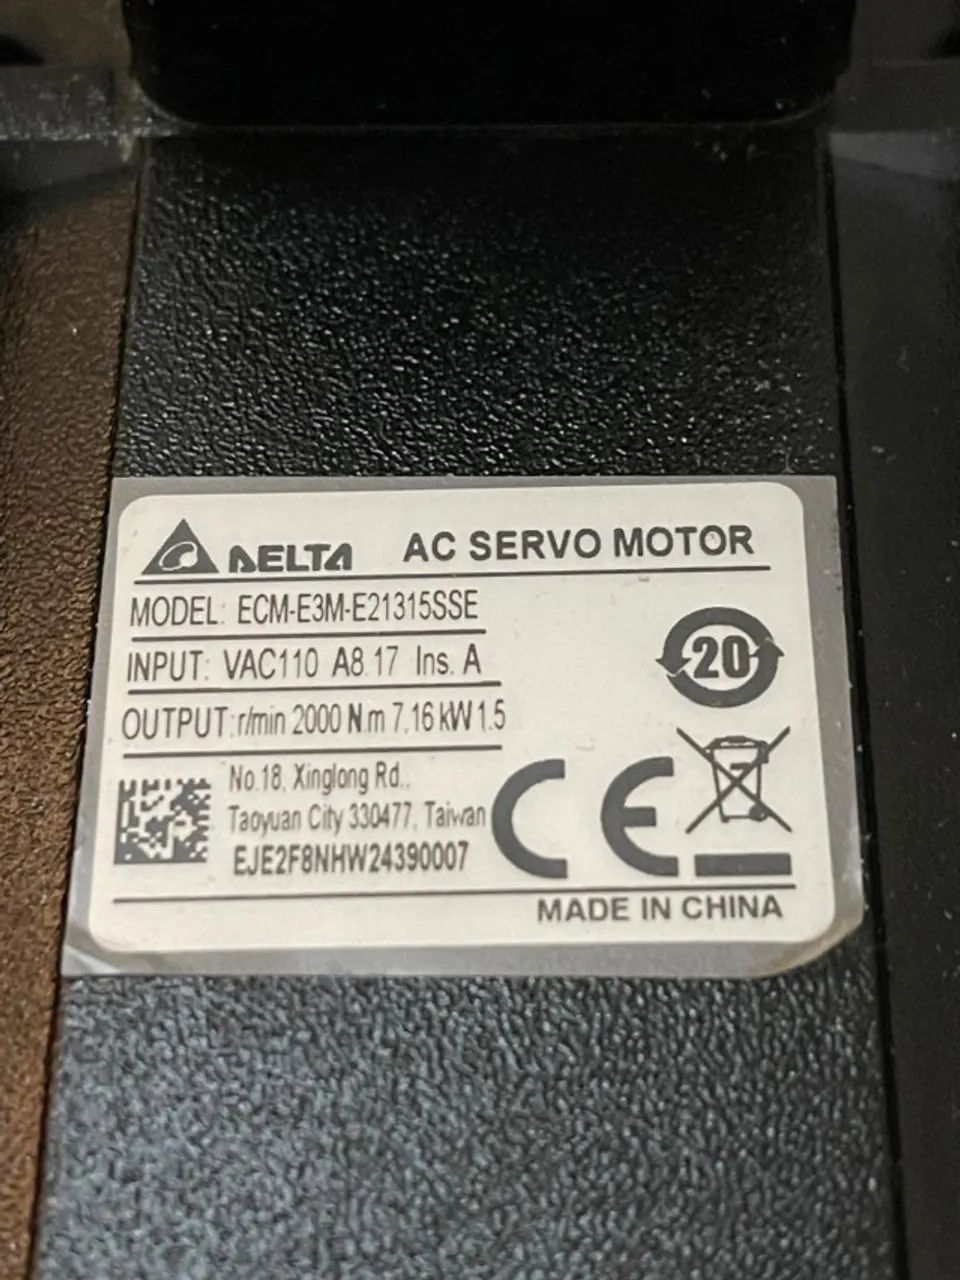 DELTA AC SERVO MOTOR
MODEL: ECM-E3M-E21315SSE
INPUT: VAC110 A8.17 Ins. A
OUTPUT:r/min 2000 N.m 7.16 kW 1.5
20
No.18, Xinglong Rd.,
Taoyuan City 330477, Taiwan
EJE2F8NHW24390007
CE
MADE IN CHINA